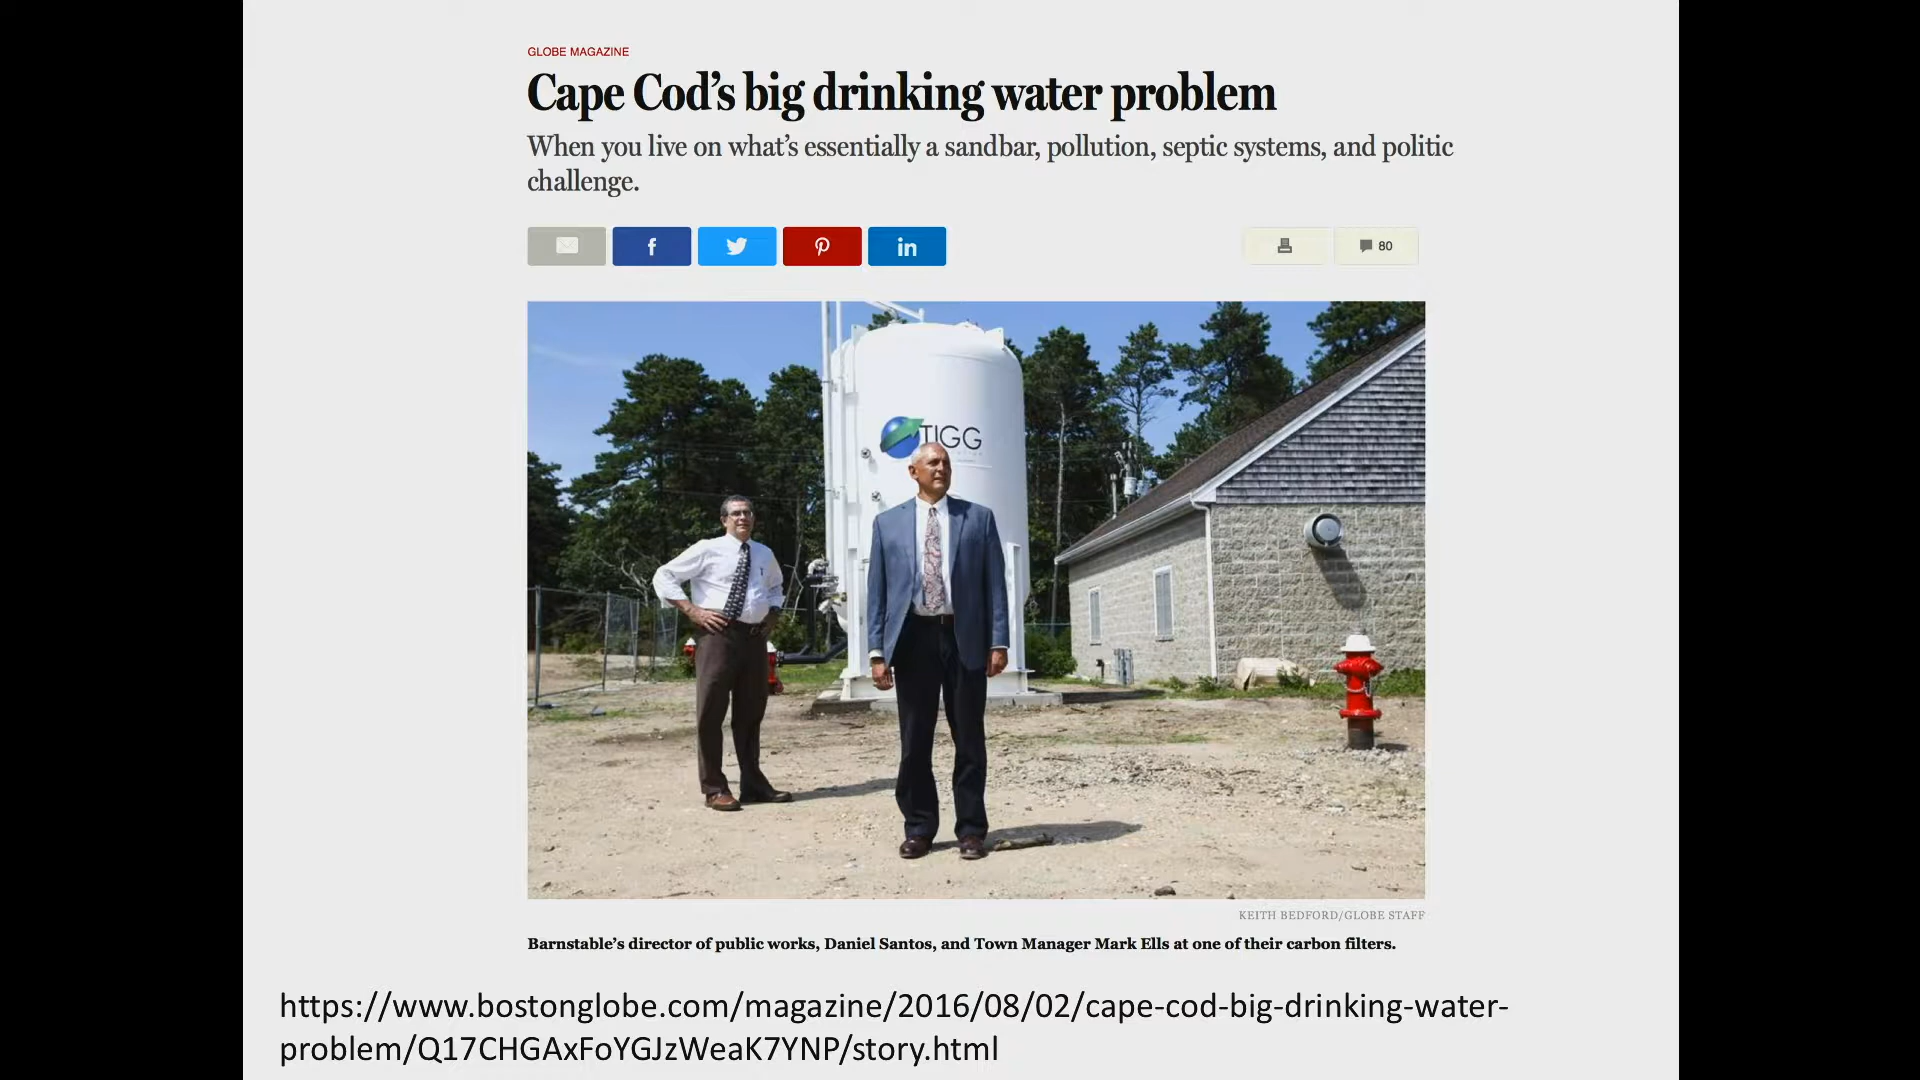 GLOBE MAGAZINE
Cape Cod’s big drinking water problem
When you live on what’s essentially a sandbar, pollution, septic systems, and politic
challenge.
f
in
80
TIGG
KEITH BEDFORD/GLOBE STAFF
Barnstable’s director of public works, Daniel Santos, and Town Manager Mark Ells at one of their carbon filters.
https://www.bostonglobe.com/magazine/2016/08/02/cape-cod-big-drinking-water-
problem/Q17CHGAxFoYGJzWeaK7YNP/story.html